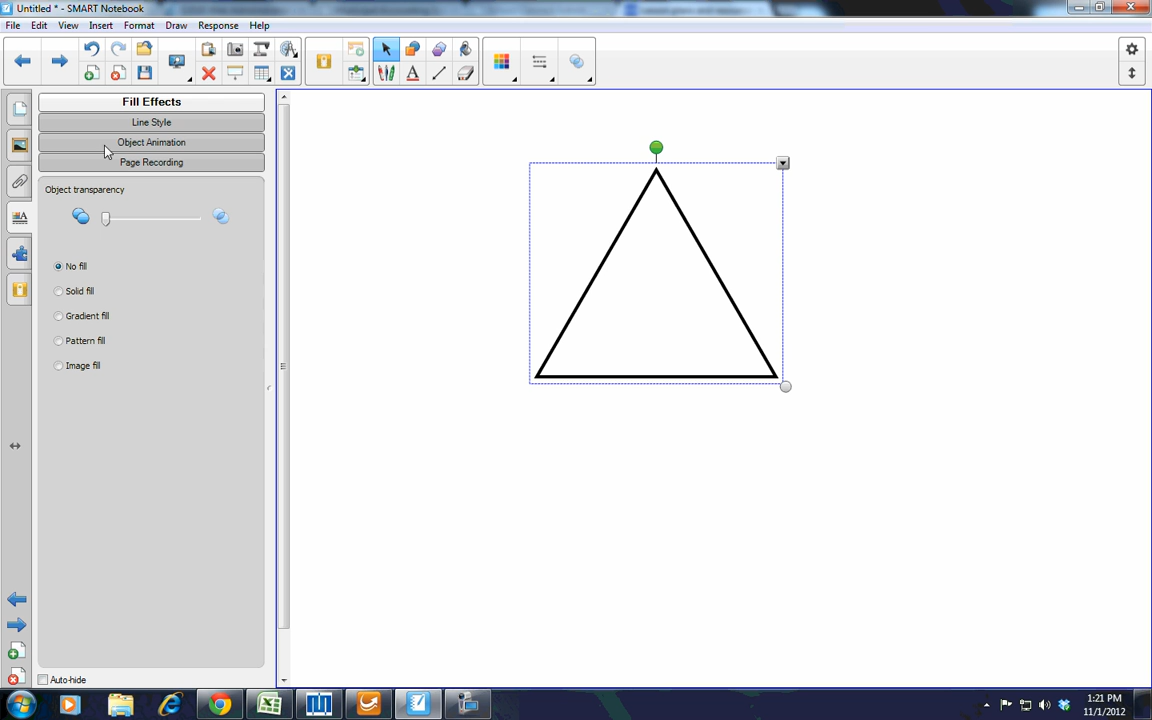 Untitled * - SMART Notebook
File Edit View Insert Format Draw Response Help
Fill Effects
Line Style
Object Animation
Page Recording
Object transparency
No fill
Solid fill
Gradient fill
Pattern fill
Image fill
Auto-hide
1:21 PM
11/1/2012